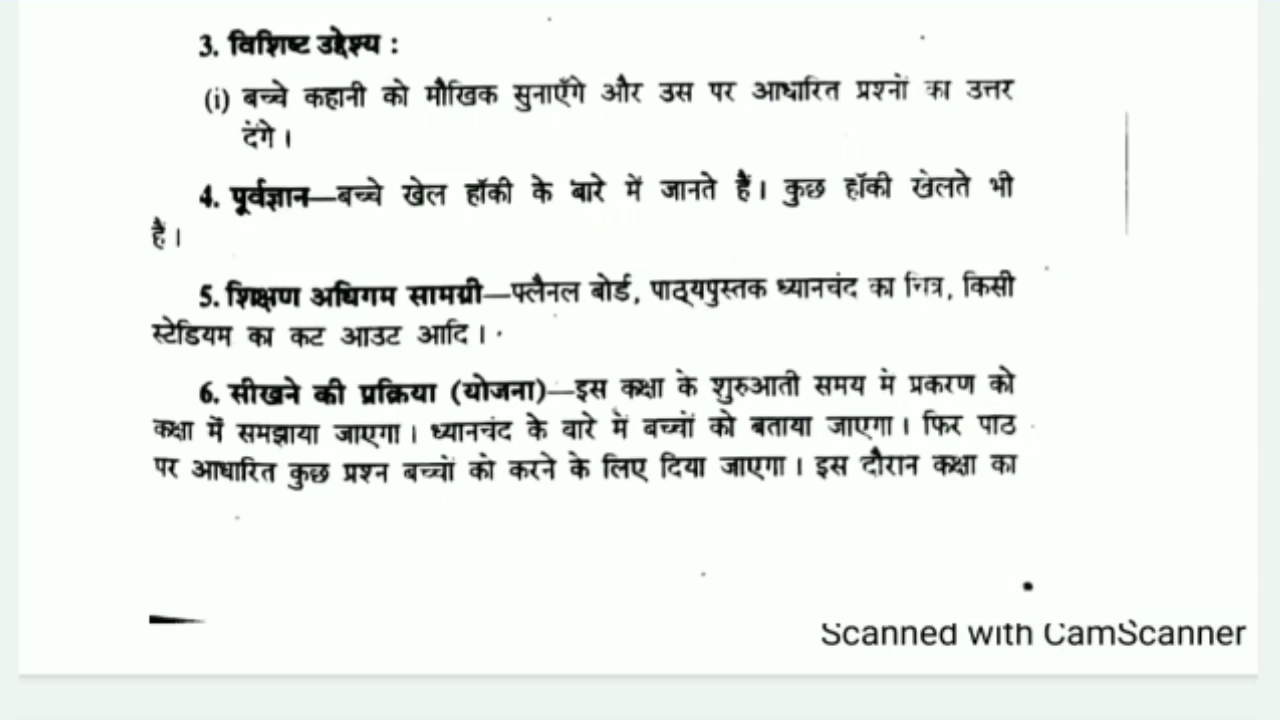 3. विशिष्ट उद्देश्य :
(i) बच्चे कहानी को मौखिक सुनाएँगे और उस पर आधारित प्रश्नों का उत्तर
देंगे ।
4. पूर्वज्ञान—बच्चे खेल हॉकी के बारे में जानते हैं। कुछ हॉकी खेलते भी
हैं ।
5. शिक्षण अधिगम सामग्री—फ्लैनल बोर्ड, पाठ्यपुस्तक ध्यानचंद का चित्र, किसी
स्टेडियम का कट आउट आदि ।
6. सीखने की प्रक्रिया (योजना)—इस कक्षा के शुरुआती समय में प्रकरण को
कक्षा में समझाया जाएगा । ध्यानचंद के बारे में बच्चों को बताया जाएगा । फिर पाठ
पर आधारित कुछ प्रश्न बच्चों को करने के लिए दिया जाएगा । इस दौरान कक्षा का
Scanned with CamScanner